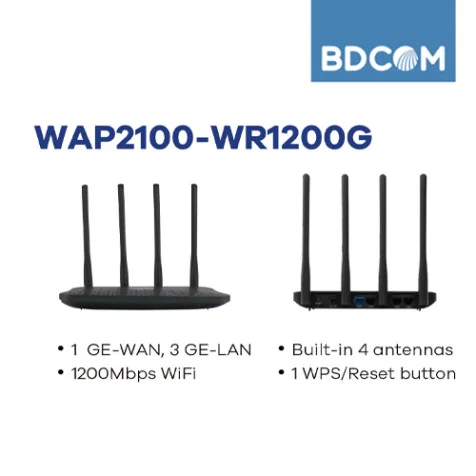 BDCOM
WAP2100-WR1200G
• 1 GE-WAN, 3 GE-LAN
• 1200Mbps WiFi
• Built-in 4 antennas
• 1 WPS/Reset button